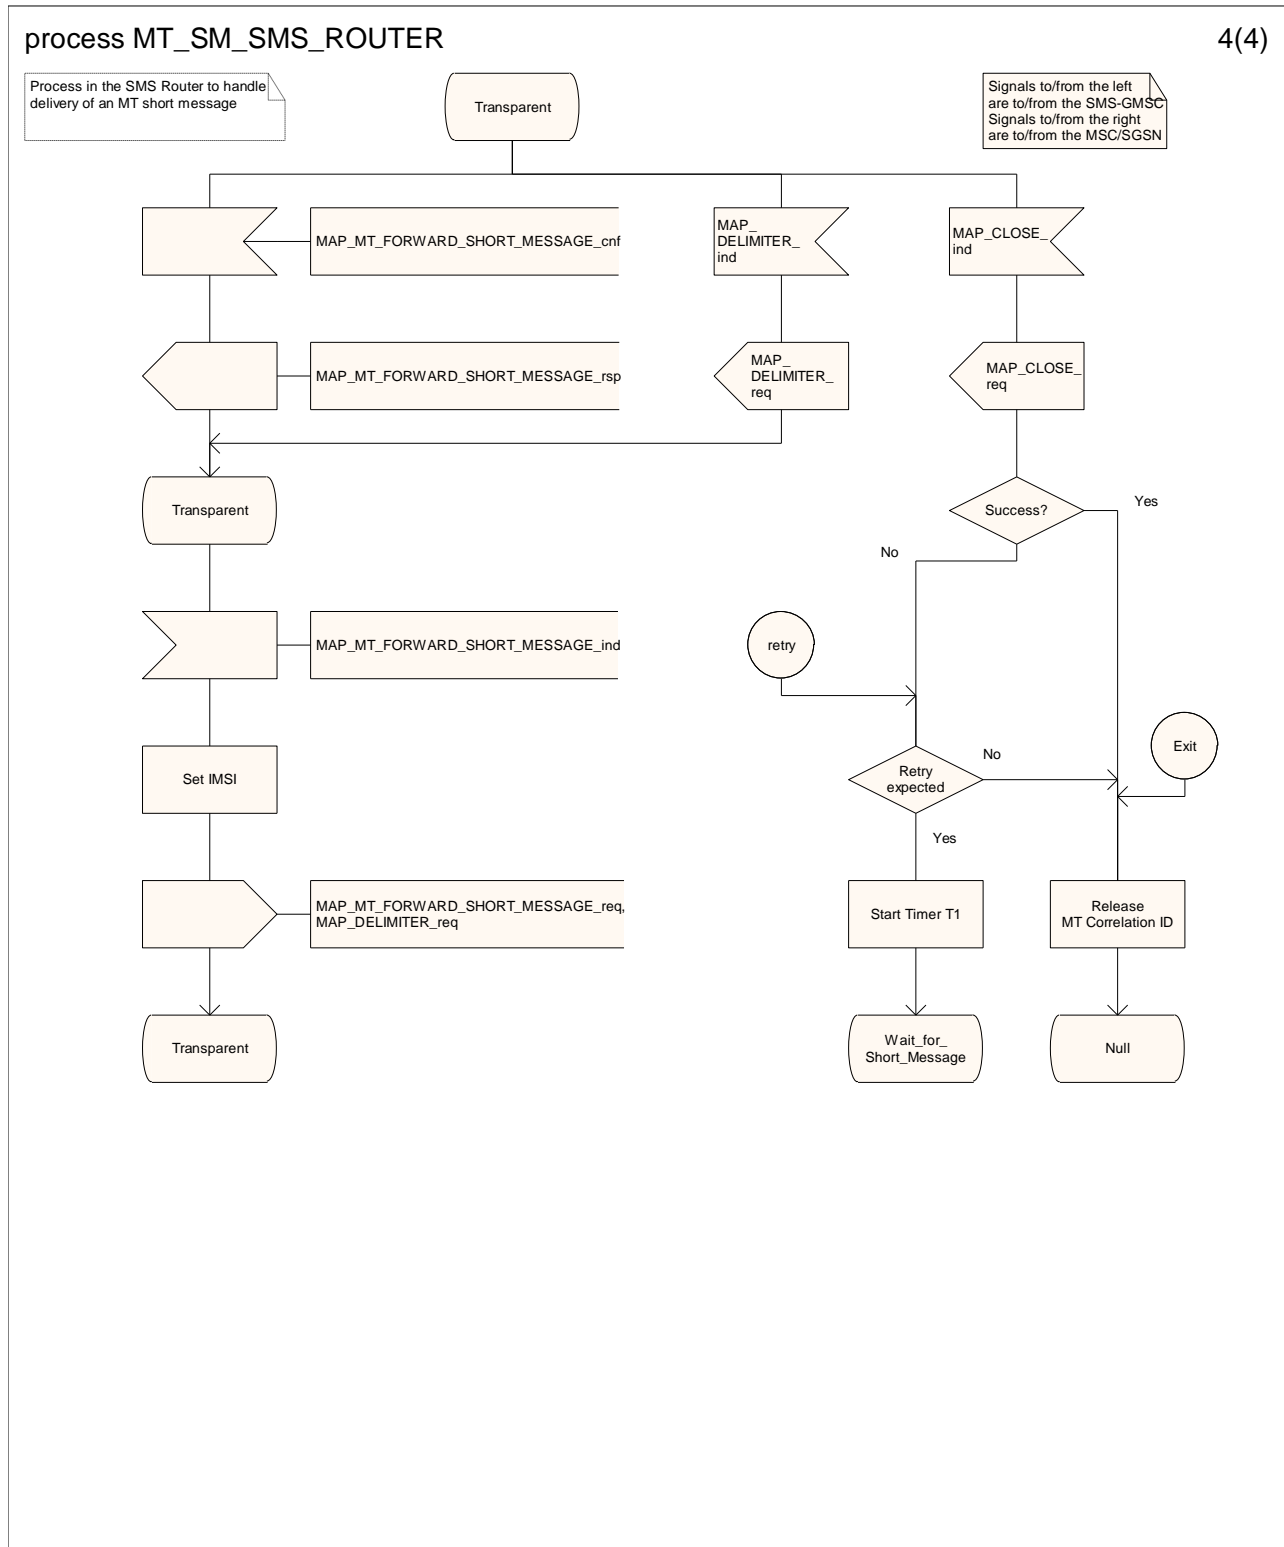 process MT_SM_SMS_ROUTER
4(4)
Process in the SMS Router to handle
delivery of an MT short message
Transparent
Signals to/from the left
are to/from the SMS-GMSC
Signals to/from the right
are to/from the MSC/SGSN
MAP_MT_FORWARD_SHORT_MESSAGE_cnf
MAP_
DELIMITER_
ind
MAP_CLOSE_
ind
MAP_MT_FORWARD_SHORT_MESSAGE_rsp
MAP_
DELIMITER_
req
MAP_CLOSE_
req
Transparent
Success?
Yes
No
MAP_MT_FORWARD_SHORT_MESSAGE_ind
retry
Set IMSI
Retry
expected
No
Exit
Yes
MAP_MT_FORWARD_SHORT_MESSAGE_req,
MAP_DELIMITER_req
Start Timer T1
Release
MT Correlation ID
Transparent
Wait_for_
Short_Message
Null